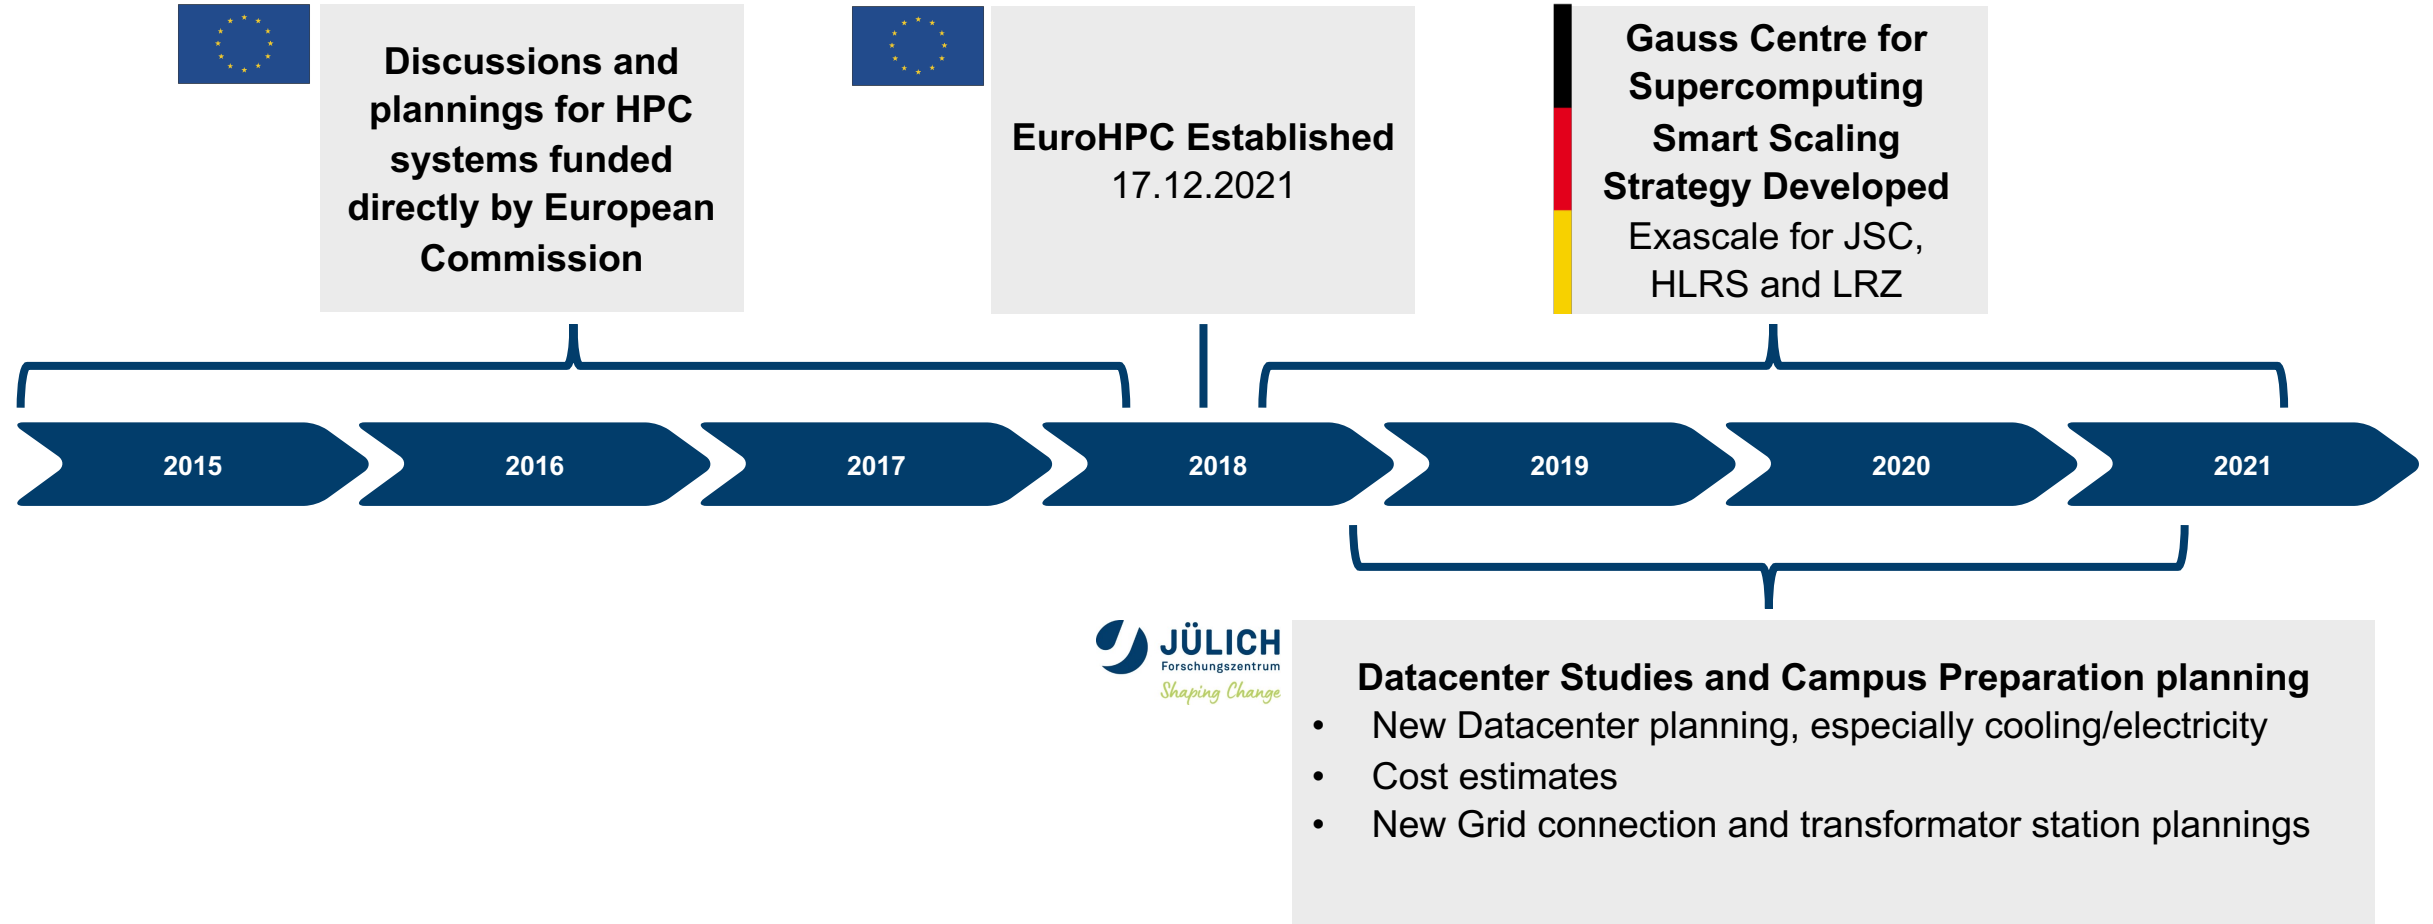 Discussions and
plannings for HPC
systems funded
directly by European
Commission
EuroHPC Established
17.12.2021
Gauss Centre for
Supercomputing
Smart Scaling
Strategy Developed
Exascale for JSC,
HLRS and LRZ
2015
2016
2017
2018
2019
2020
2021
JÜLICH
Forschungszentrum
Shaping Change
Datacenter Studies and Campus Preparation planning
• New Datacenter planning, especially cooling/electricity
• Cost estimates
• New Grid connection and transformator station plannings